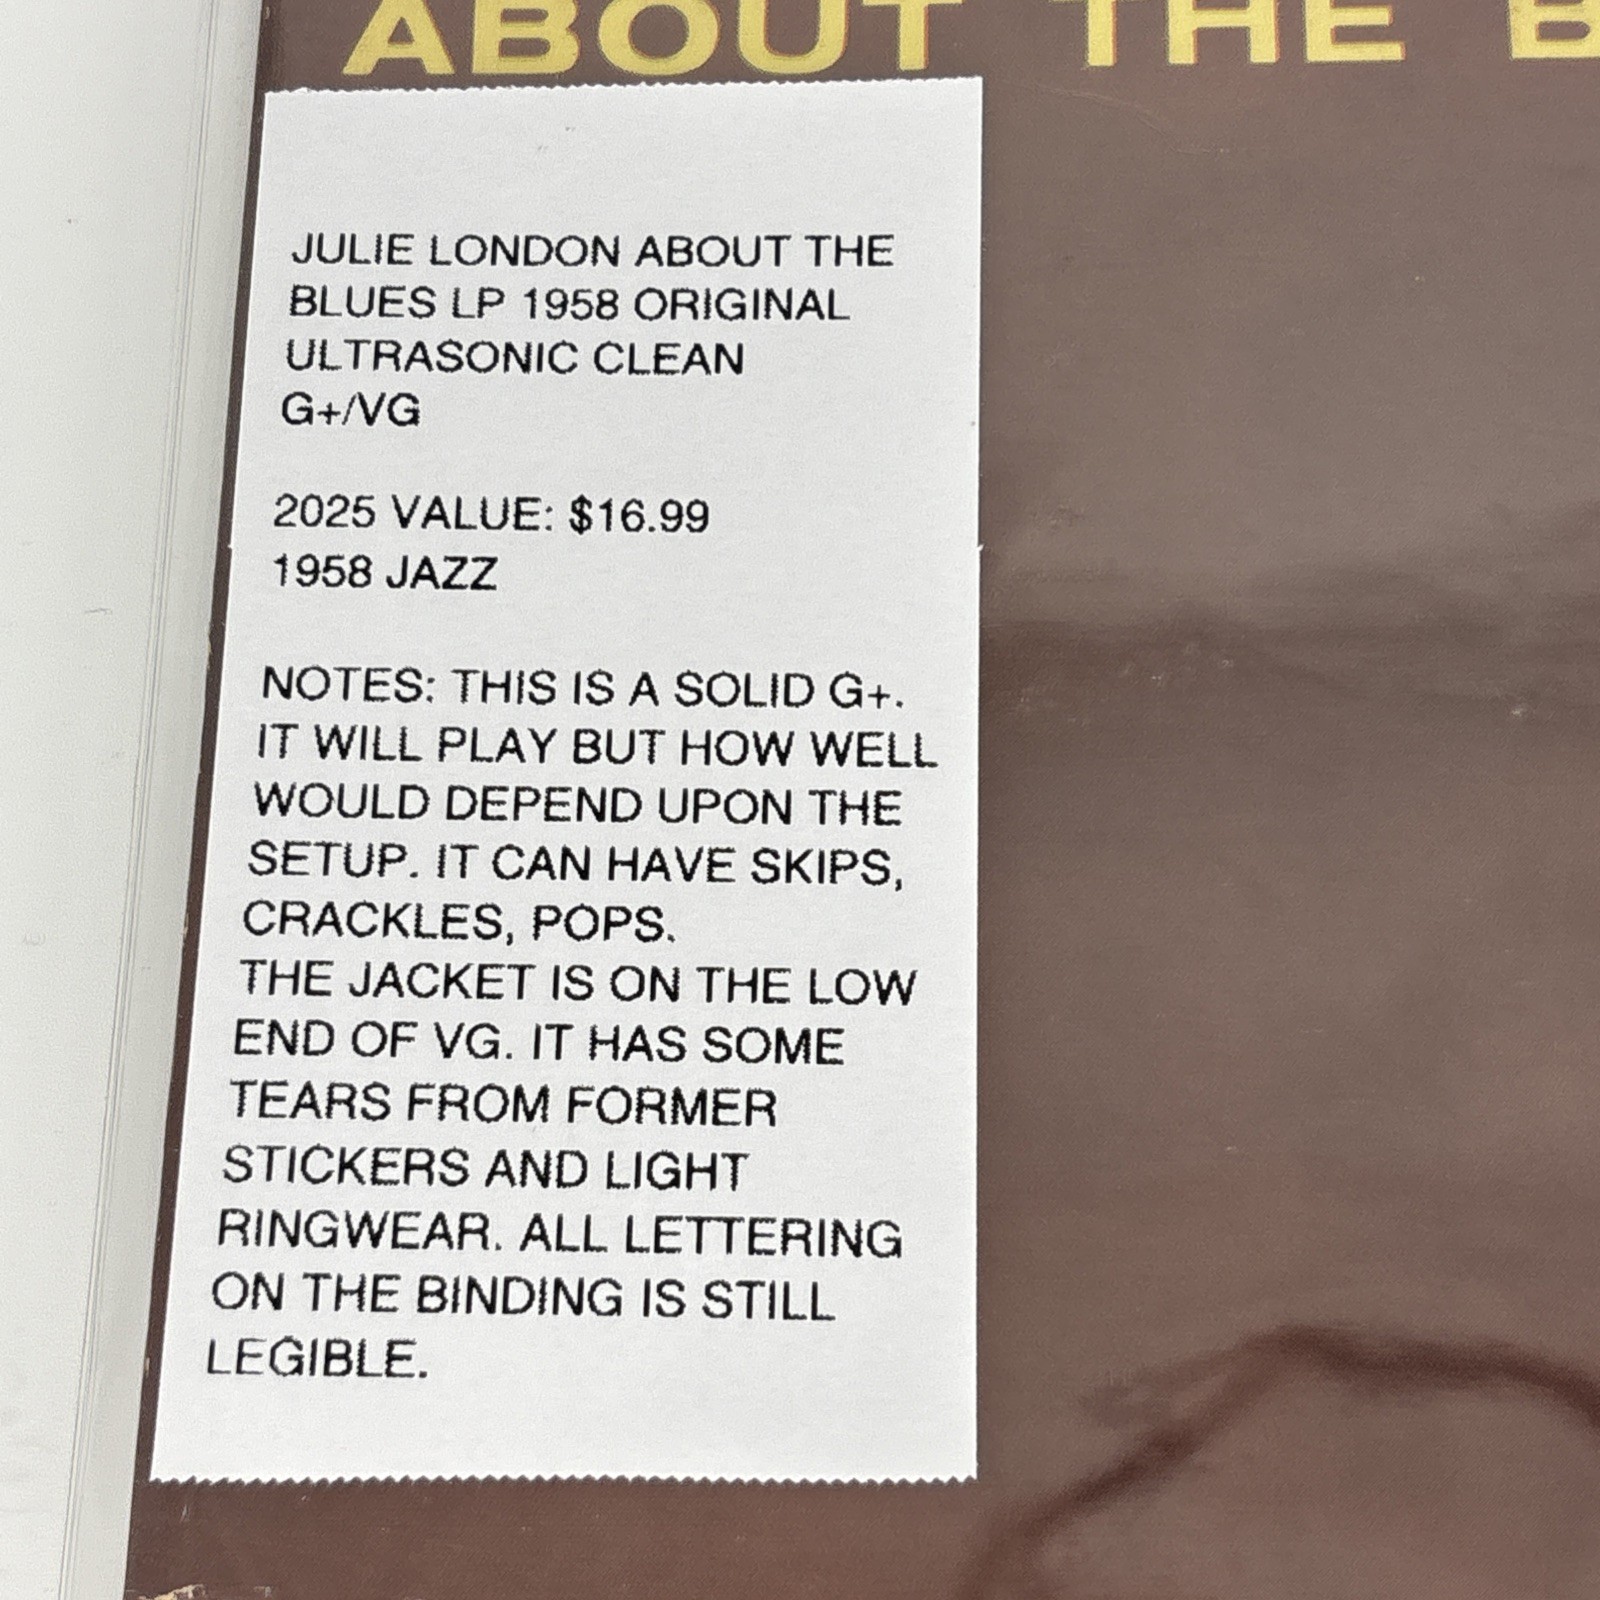 ABOUT THE B
JULIE LONDON ABOUT THE
BLUES LP 1958 ORIGINAL
ULTRASONIC CLEAN
G+/VG
2025 VALUE: $16.99
1958 JAZZ
NOTES: THIS IS A SOLID G+.
IT WILL PLAY BUT HOW WELL
WOULD DEPEND UPON THE
SETUP. IT CAN HAVE SKIPS,
CRACKLES, POPS.
THE JACKET IS ON THE LOW
END OF VG. IT HAS SOME
TEARS FROM FORMER
STICKERS AND LIGHT
RINGWEAR. ALL LETTERING
ON THE BINDING IS STILL
LEGIBLE.